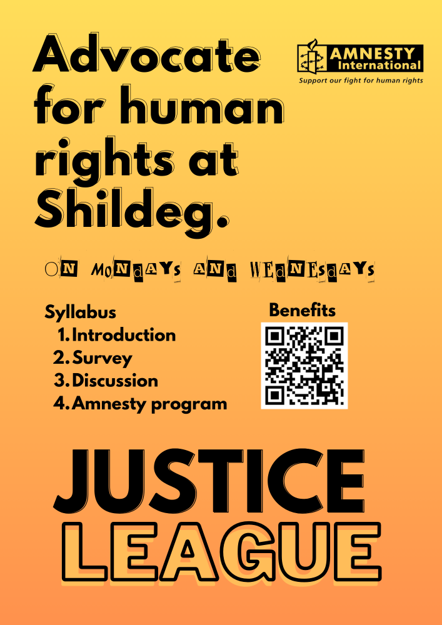 Advocate
for human
rights at
Shildeg.
AMNESTY
International
Support our fight for human rights
ON MONdAYs ANd WEdNEsdAYs
Syllabus
1. Introduction
2. Survey
3. Discussion
4. Amnesty program
Benefits
JUSTICE
LEAGUE